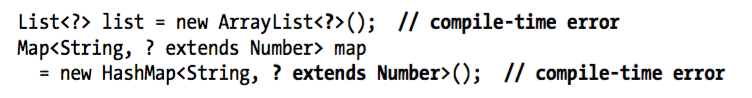 List<?> list = new ArrayList<?>();  // compile-time error
Map<String, ? extends Number> map
  = new HashMap<String, ? extends Number>();  // compile-time error